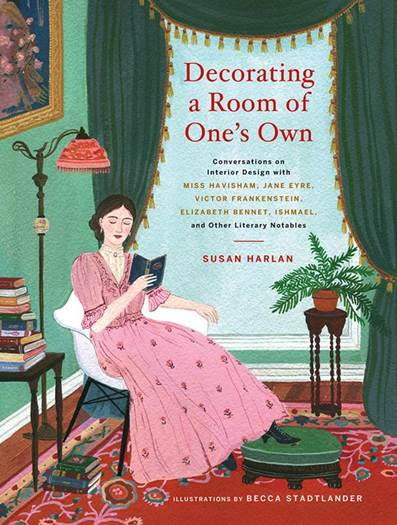 Decorating
a Room of
One's Own
Conversations on
Interior Design with
MISS HAVISHAM, JANE EYRE,
VICTOR FRANKENSTEIN,
ELIZABETH BENNET, ISHMAEL,
and Other Literary Notables
SUSAN HARLAN
ILLUSTRATIONS BY BECCA STADTLANDER